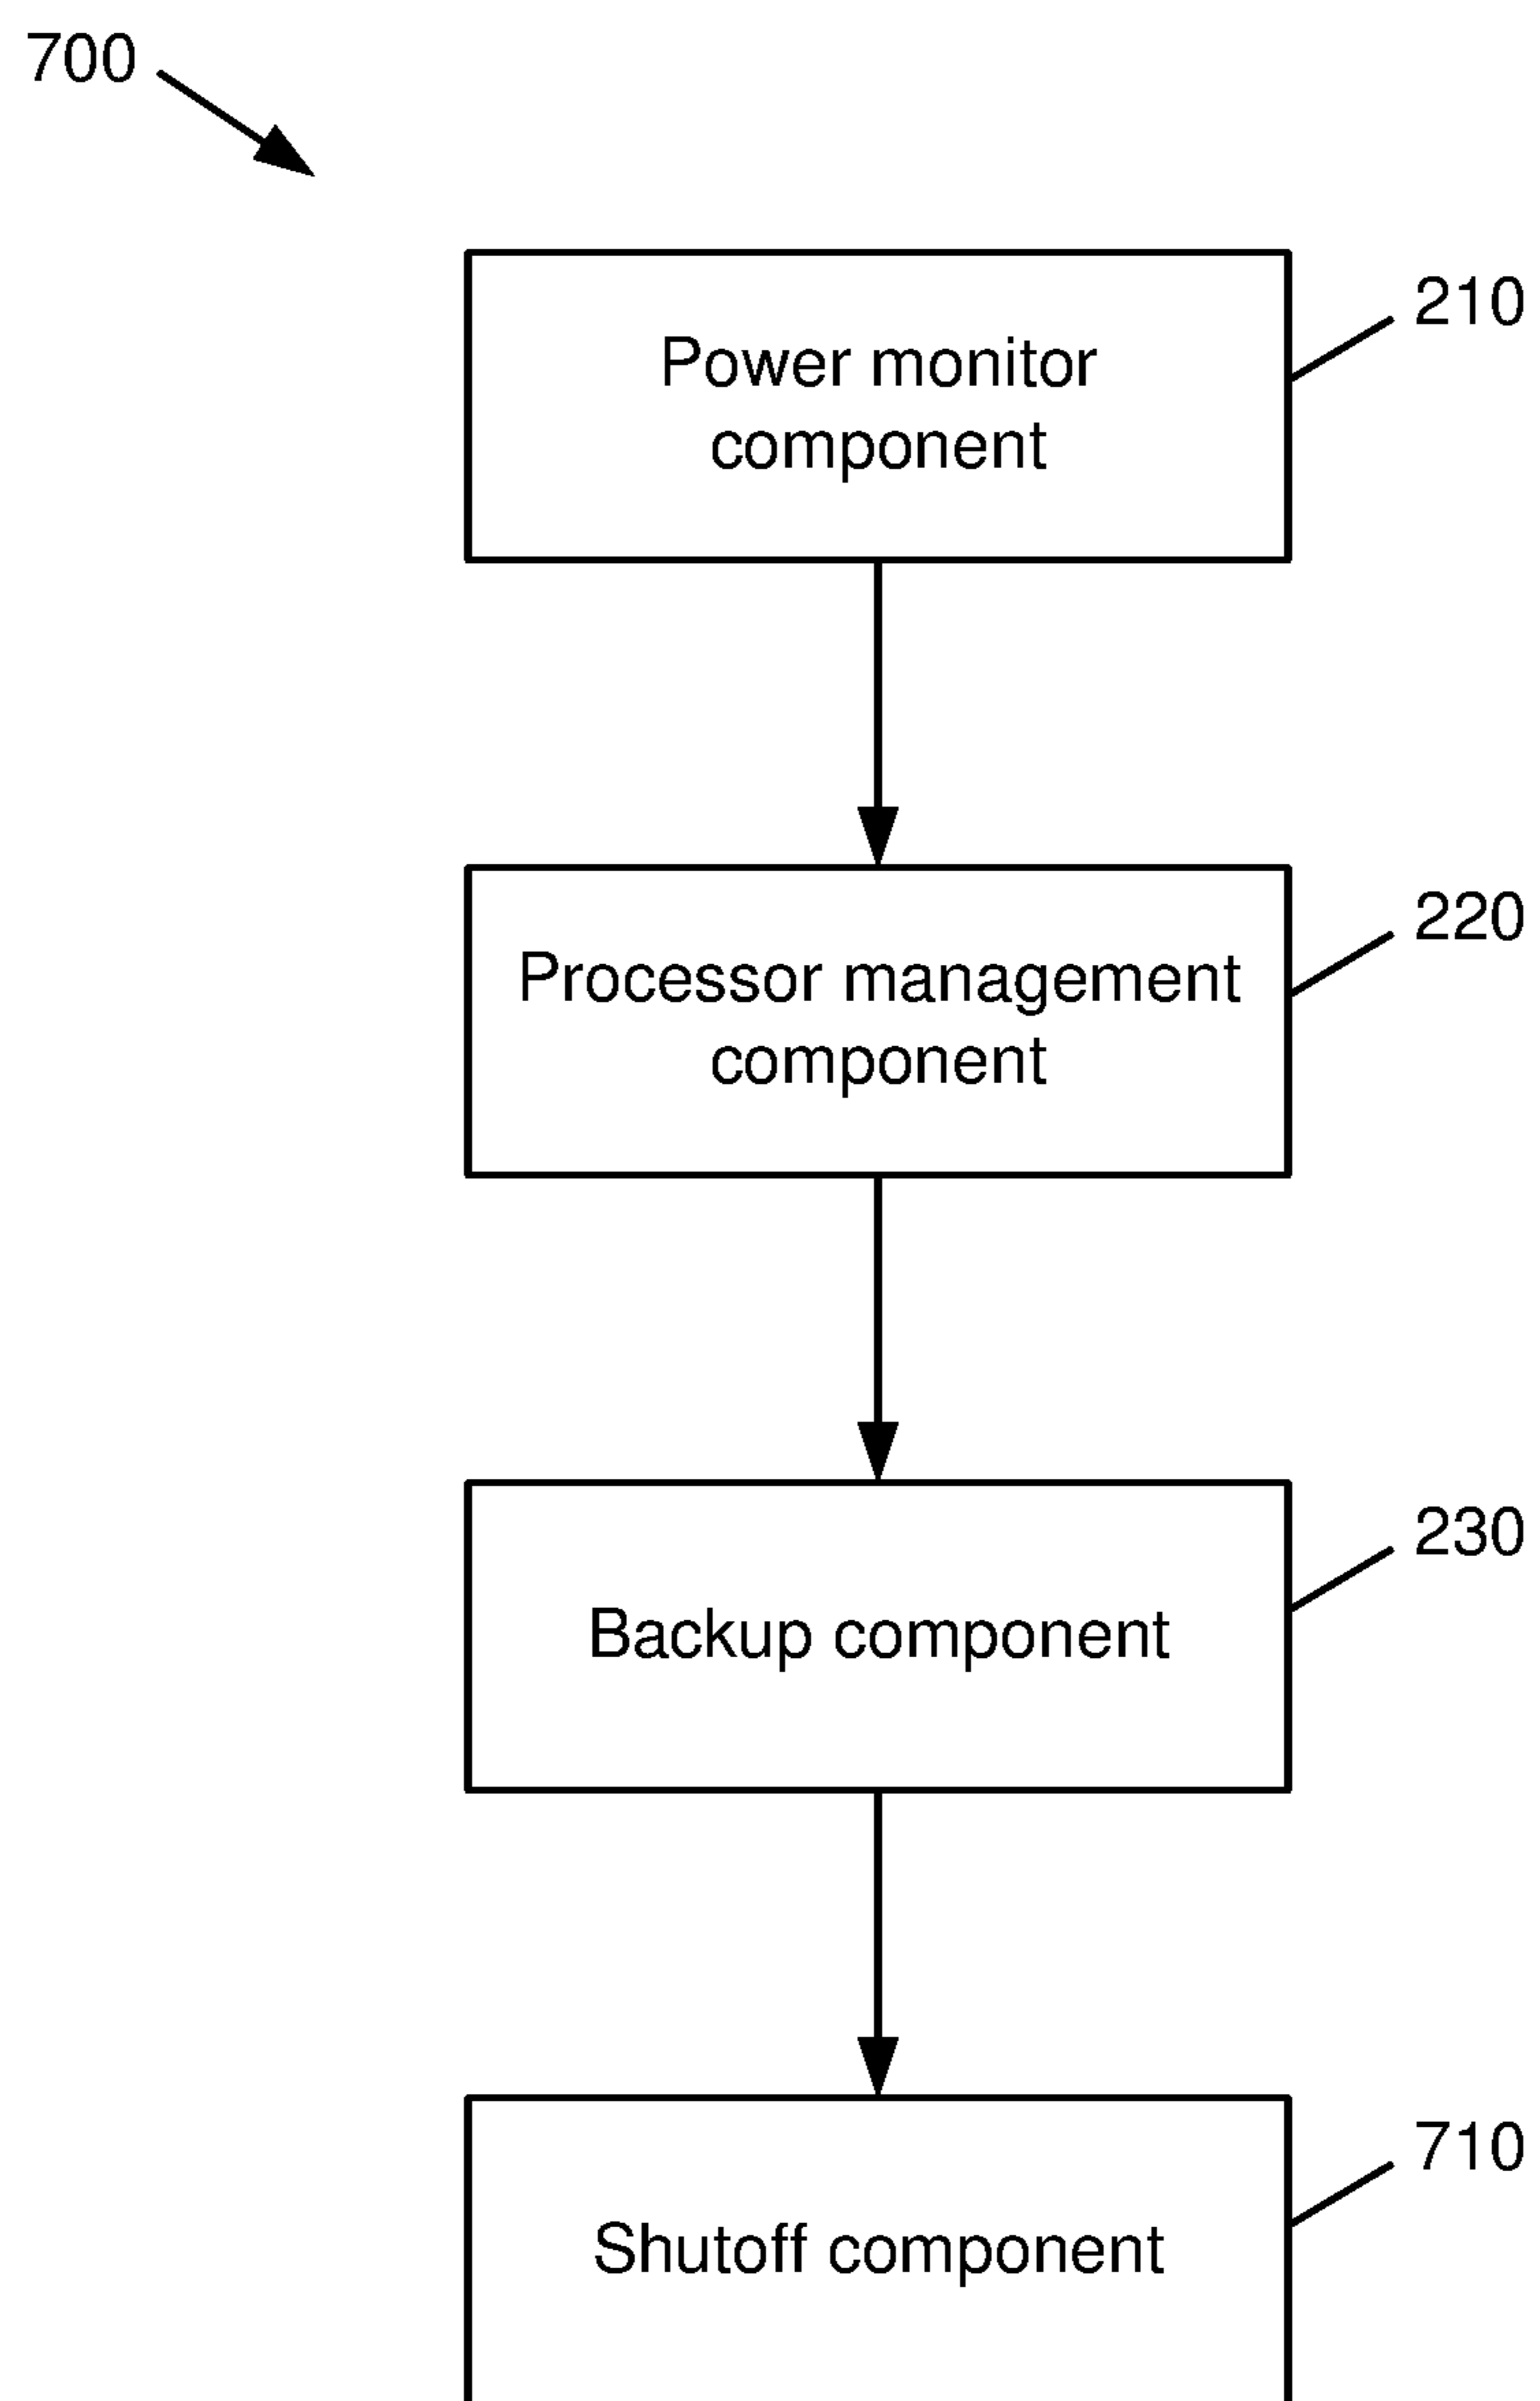 700
210
Power monitor
component
220
Processor management
component
230
Backup component
710
Shutoff component